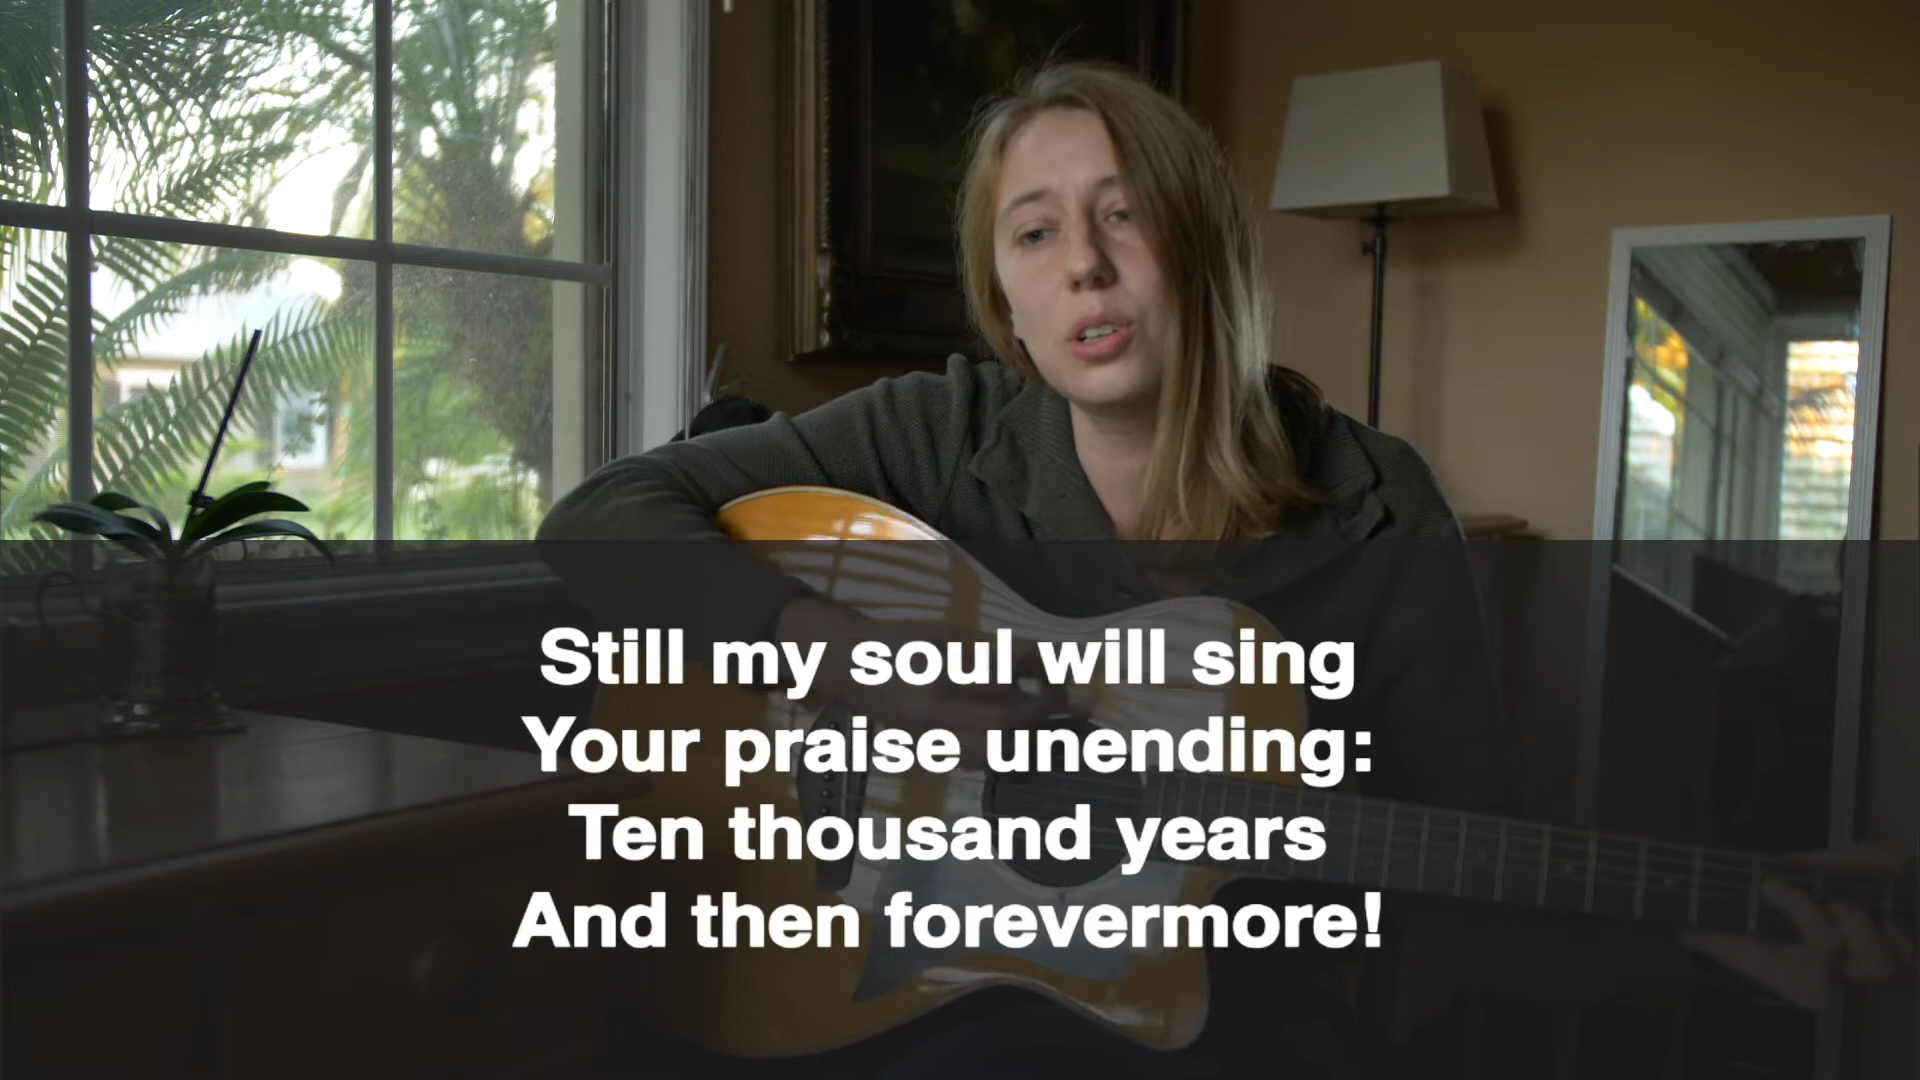 Still my soul will sing
Your praise unending:
Ten thousand years
And then forevermore!